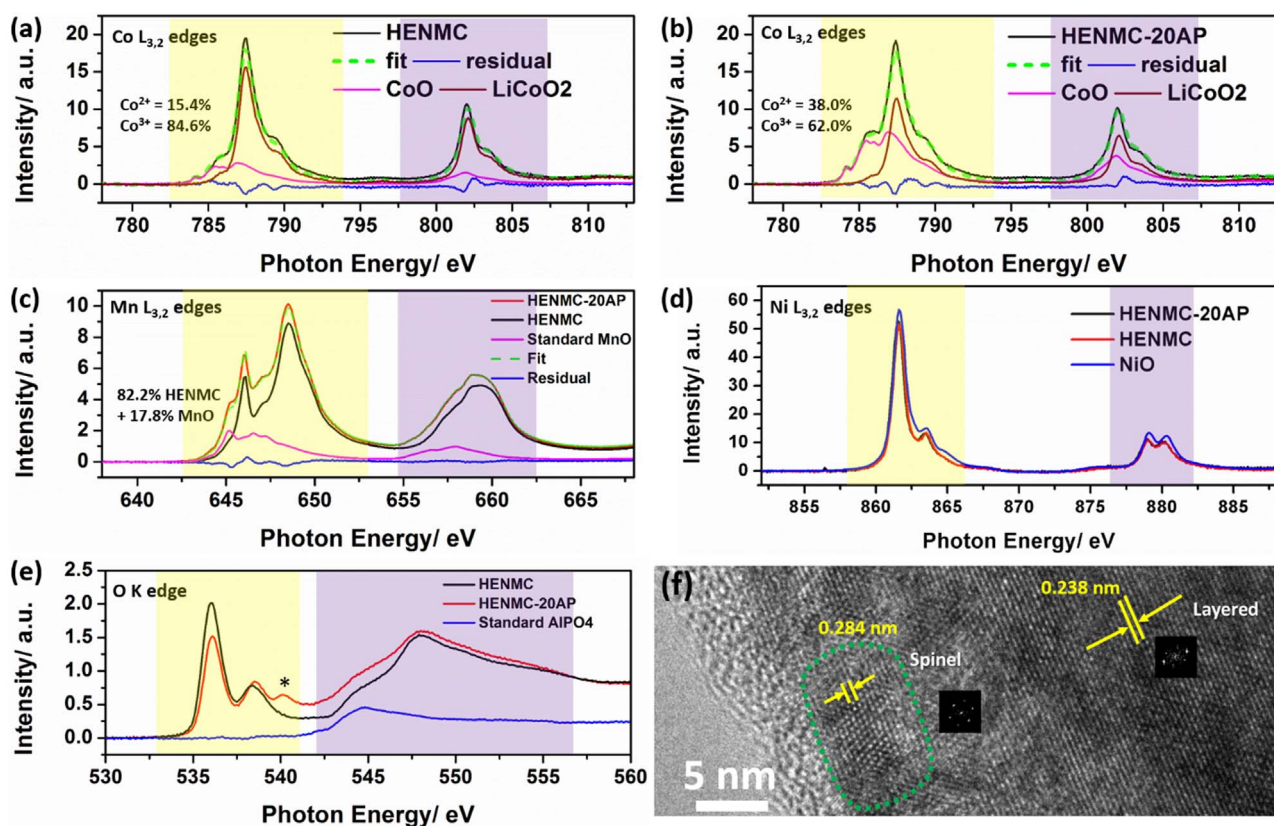 (a)
Co L3,2 edges
HENMC
fit residual
CoO LiCoO2
Co2+ = 15.4%
Co3+ = 84.6%
20
15
10
5
0
780 785 790 795 800 805 810
Intensity/ a.u.
Photon Energy/ eV
(b)
Co L3,2 edges
HENMC-20AP
fit residual
CoO LiCoO2
Co2+ = 38.0%
Co3+ = 62.0%
20
15
10
5
0
780 785 790 795 800 805 810
Intensity/ a.u.
Photon Energy/ eV
(c)
Mn L3,2 edges
HENMC-20AP
HENMC
Standard MnO
Fit
Residual
82.2% HENMC
+ 17.8% MnO
10
8
6
4
2
0
640 645 650 655 660 665
Intensity/ a.u.
Photon Energy/ eV
(d)
Ni L3,2 edges
HENMC-20AP
HENMC
NiO
60
50
40
30
20
10
0
855 860 865 870 875 880 885
Intensity/ a.u.
Photon Energy/ eV
(e)
O K edge
HENMC
HENMC-20AP
Standard AlPO4
*
2.5
2.0
1.5
1.0
0.5
0.0
530 535 540 545 550 555 560
Intensity/ a.u.
Photon Energy/ eV
(f)
0.238 nm
Layered
0.284 nm
Spinel
5 nm